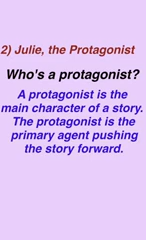 2) Julie, the Protagonist
Who's a protagonist?
A protagonist is the
main character of a story.
The protagonist is the
primary agent pushing
the story forward.